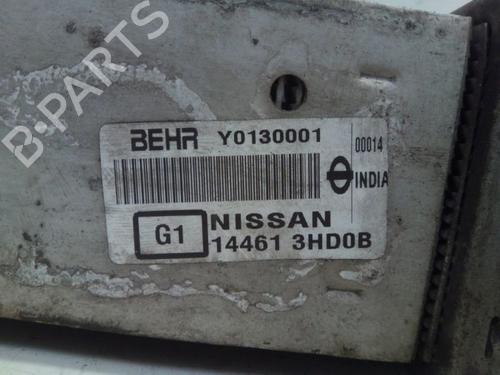 B-PARTS
BEHR Y0130001
00014
INDIA
G1
NISSAN
14461 3HD0B